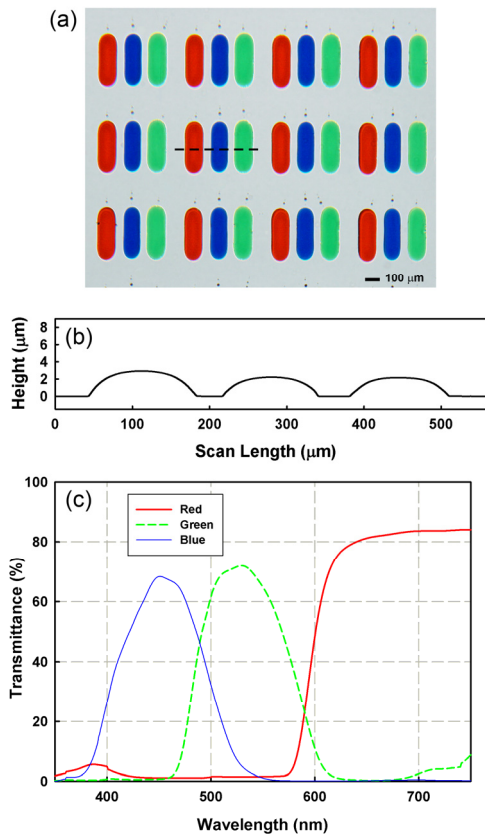 (a)
100 µm
(b)
Height (µm)
8
6
4
2
0
0 100 200 300 400 500
Scan Length (µm)
(c)
Red
Green
Blue
Transmittance (%)
100
80
60
40
20
0
400 500 600 700
Wavelength (nm)